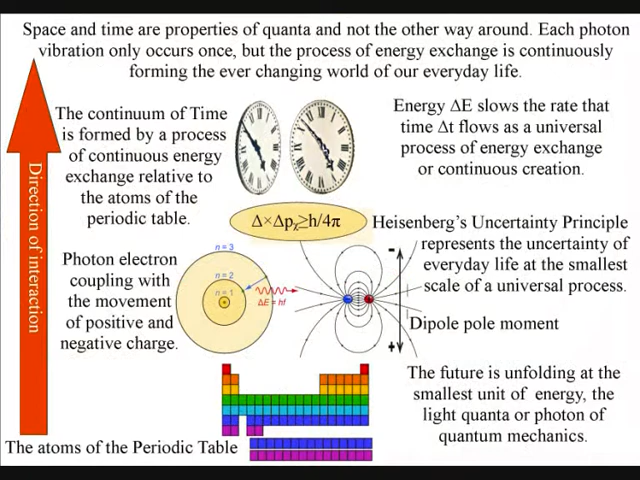 Space and time are properties of quanta and not the other way around. Each photon
vibration only occurs once, but the process of energy exchange is continuously
forming the ever changing world of our everyday life.
The continuum of Time
is formed by a process
of continuous energy
exchange relative to
the atoms of the
periodic table.
Energy ΔE slows the rate that
time Δt flows as a universal
process of energy exchange
or continuous creation.
Direction of interaction
Δ×Δpₓ≥h/4π
Heisenberg's Uncertainty Principle
represents the uncertainty of
everyday life at the smallest
scale of a universal process.
Photon electron
coupling with
the movement
of positive and
negative charge.
n = 3
n = 2
n = 1
ΔE = hf
-
+
Dipole pole moment
The future is unfolding at the
smallest unit of energy, the
light quanta or photon of
quantum mechanics.
The atoms of the Periodic Table